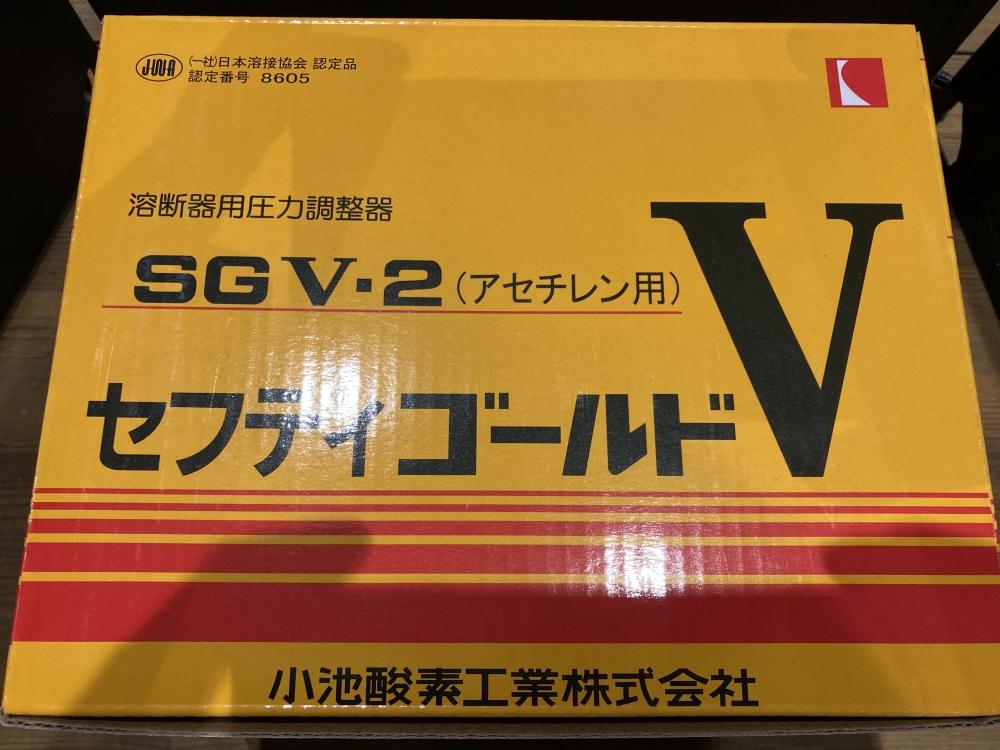 JWA (一社)日本溶接協会 認定品
認定番号 8605
溶断器用圧力調整器
SG V・2 (アセチレン用)
セフティゴールドV
小池酸素工業株式会社